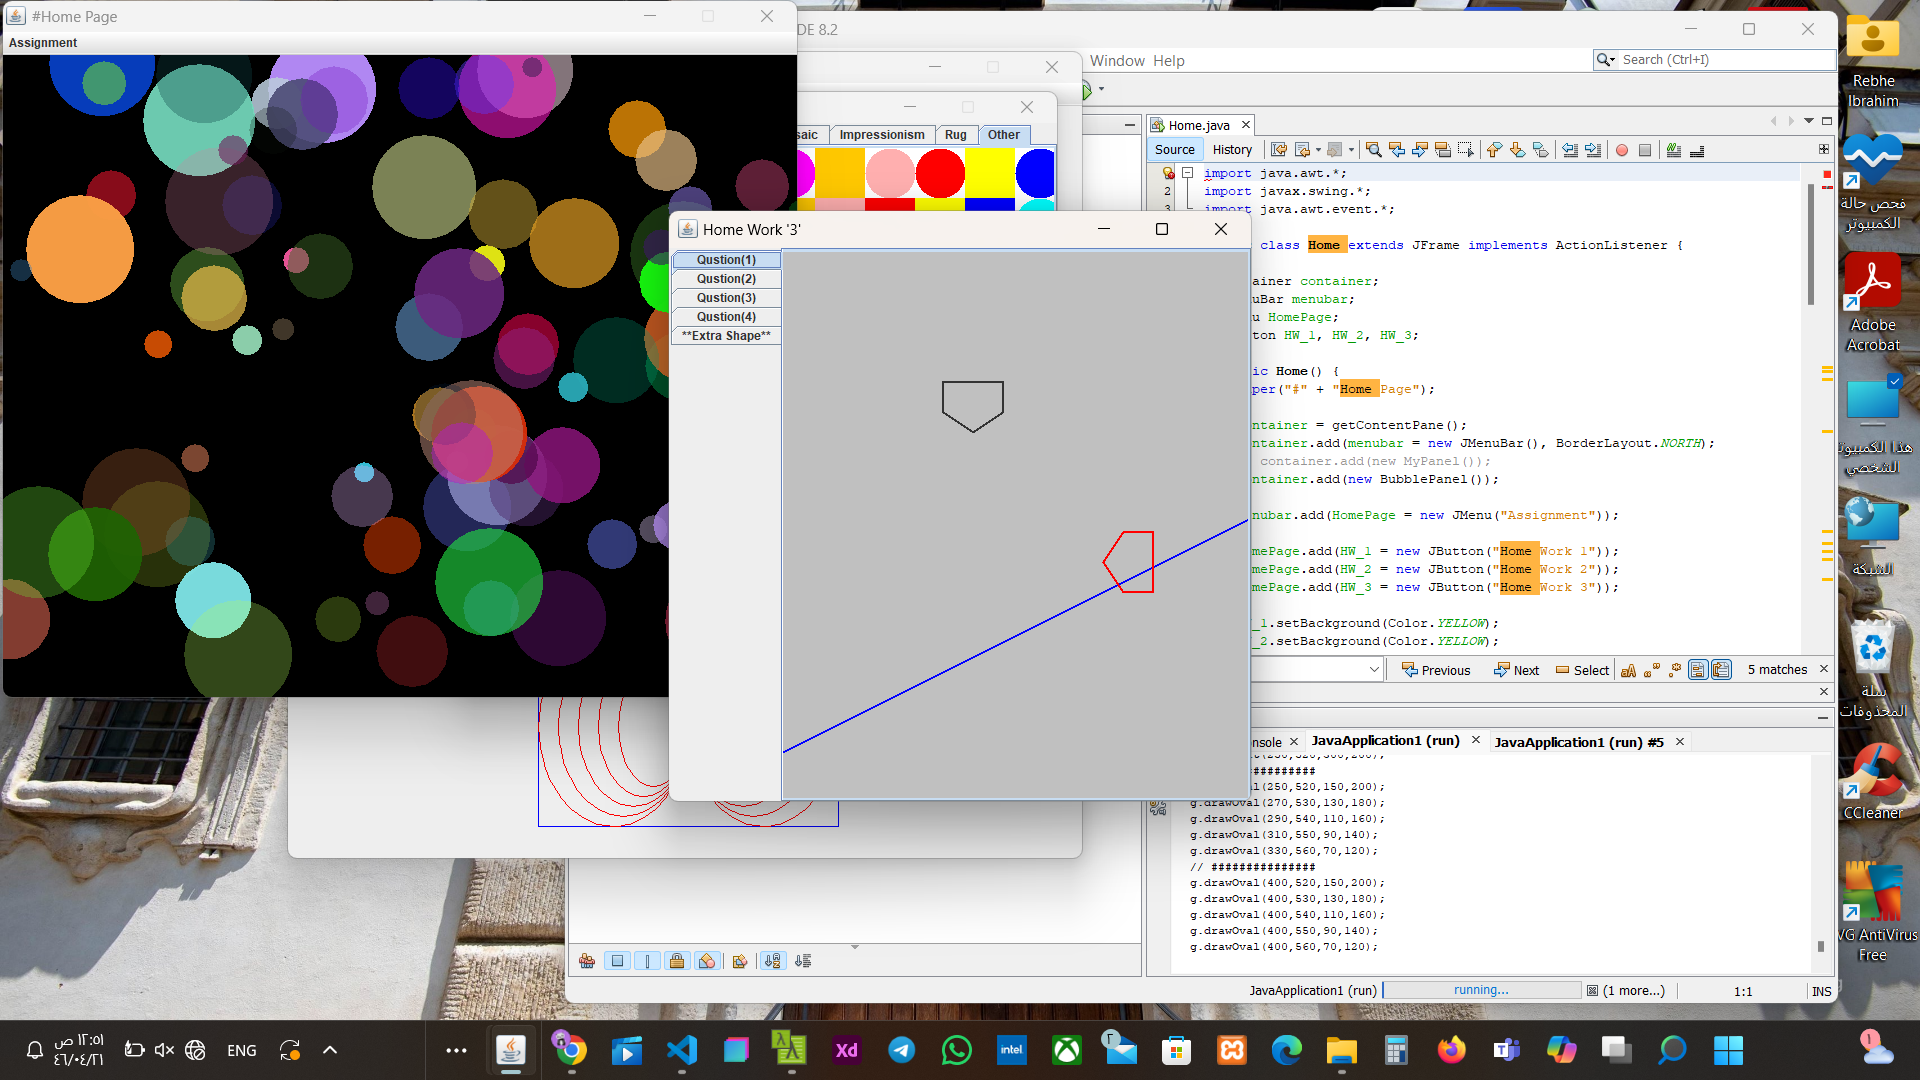 #Home Page
Assignment
DE 8.2
Window Help
Search (Ctrl+I)
saic
Impressionism
Rug
Other
Home Work '3'
Qustion(1)
Qustion(2)
Qustion(3)
Qustion(4)
**Extra Shape**
Home.java
Source
History
import java.awt.*;
2 import javax.swing.*;
3 import java.awt.event.*;
class Home extends JFrame implements ActionListener {
ainer container;
uBar menubar;
u HomePage;
ton HW_1, HW_2, HW_3;
ic Home() {
per("#" + "Home Page");
ntainer = getContentPane();
ntainer.add(menubar = new JMenuBar(), BorderLayout.NORTH);
container.add(new MyPanel());
ntainer.add(new BubblePanel());
nubar.add(HomePage = new JMenu("Assignment"));
mePage.add(HW_1 = new JButton("Home Work 1"));
mePage.add(HW_2 = new JButton("Home Work 2"));
mePage.add(HW_3 = new JButton("Home Work 3"));
_1.setBackground(Color.YELLOW);
_2.setBackground(Color.YELLOW);
Previous
Next
Select
5 matches
nsole
JavaApplication1 (run)
JavaApplication1 (run) #5
##########
l(250,520,150,200);
g.drawOval(270,530,130,180);
g.drawOval(290,540,110,160);
g.drawOval(310,550,90,140);
g.drawOval(330,560,70,120);
// ###############
g.drawOval(400,520,150,200);
g.drawOval(400,530,130,180);
g.drawOval(400,540,110,160);
g.drawOval(400,550,90,140);
g.drawOval(400,560,70,120);
JavaApplication1 (run)
running...
(1 more...)
1:1
INS
Rebhe
Ibrahim
فحص حالة
الكمبيوتر
Adobe
Acrobat
هذا الكمبيوتر
الشخصي
الشبكة
سلة
المحذوفات
CCleaner
VG AntiVirus
Free
١٢:٥١ ص
٤٦/٠٤/٢١
ENG
Xd
intel
٢
1